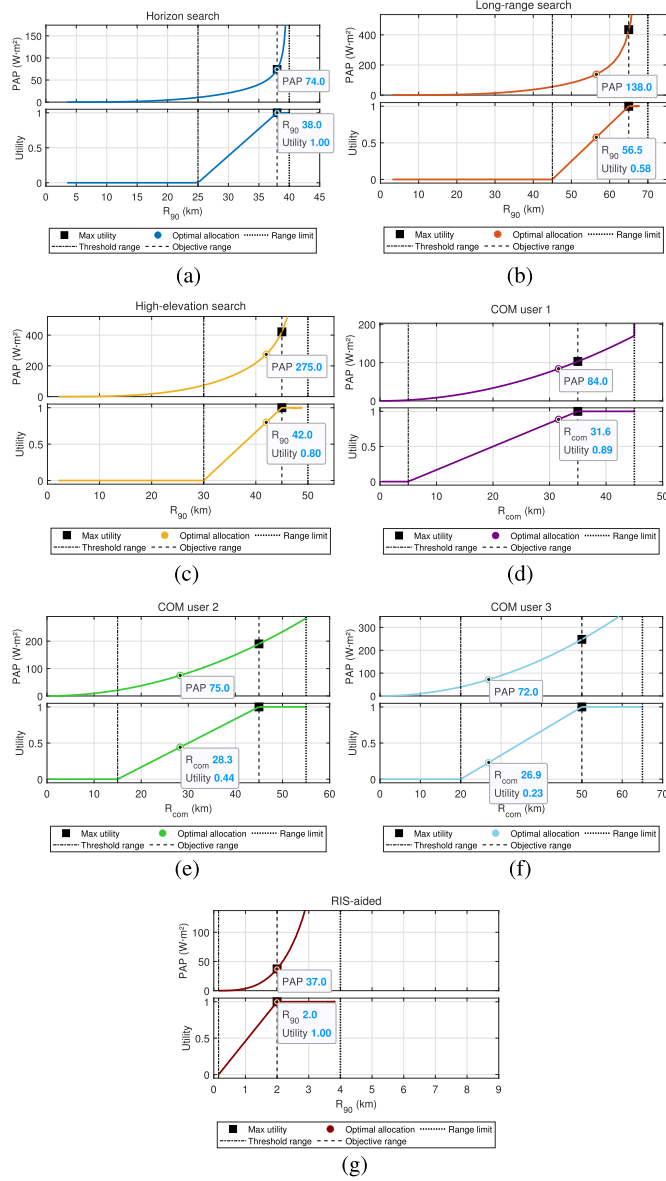 Horizon search
PAP (W·m²)
150
100
50
0
PAP 74.0
Utility
1
0.5
0
R90 38.0
Utility 1.00
0 5 10 15 20 25 30 35 40 45
R90 (km)
Max utility Optimal allocation Range limit
Threshold range Objective range
(a)
Long-range search
PAP (W·m²)
400
200
0
PAP 138.0
Utility
1
0.5
0
R90 56.5
Utility 0.58
0 10 20 30 40 50 60 70
R90 (km)
Max utility Optimal allocation Range limit
Threshold range Objective range
(b)
High-elevation search
PAP (W·m²)
400
200
0
PAP 275.0
Utility
1
0.5
0
R90 42.0
Utility 0.80
0 10 20 30 40 50
R90 (km)
Max utility Optimal allocation Range limit
Threshold range Objective range
(c)
COM user 1
PAP (W·m²)
200
100
0
PAP 84.0
Utility
1
0.5
0
Rcom 31.6
Utility 0.89
0 10 20 30 40 50
Rcom (km)
Max utility Optimal allocation Range limit
Threshold range Objective range
(d)
COM user 2
PAP (W·m²)
200
100
0
PAP 75.0
Utility
1
0.5
0
Rcom 28.3
Utility 0.44
0 10 20 30 40 50 60
Rcom (km)
Max utility Optimal allocation Range limit
Threshold range Objective range
(e)
COM user 3
PAP (W·m²)
300
200
100
0
PAP 72.0
Utility
1
0.5
0
Rcom 26.9
Utility 0.23
0 10 20 30 40 50 60 70
Rcom (km)
Max utility Optimal allocation Range limit
Threshold range Objective range
(f)
RIS-aided
PAP (W·m²)
100
50
0
PAP 37.0
Utility
1
0.5
0
R90 2.0
Utility 1.00
0 1 2 3 4 5 6 7 8 9
R90 (km)
Max utility Optimal allocation Range limit
Threshold range Objective range
(g)